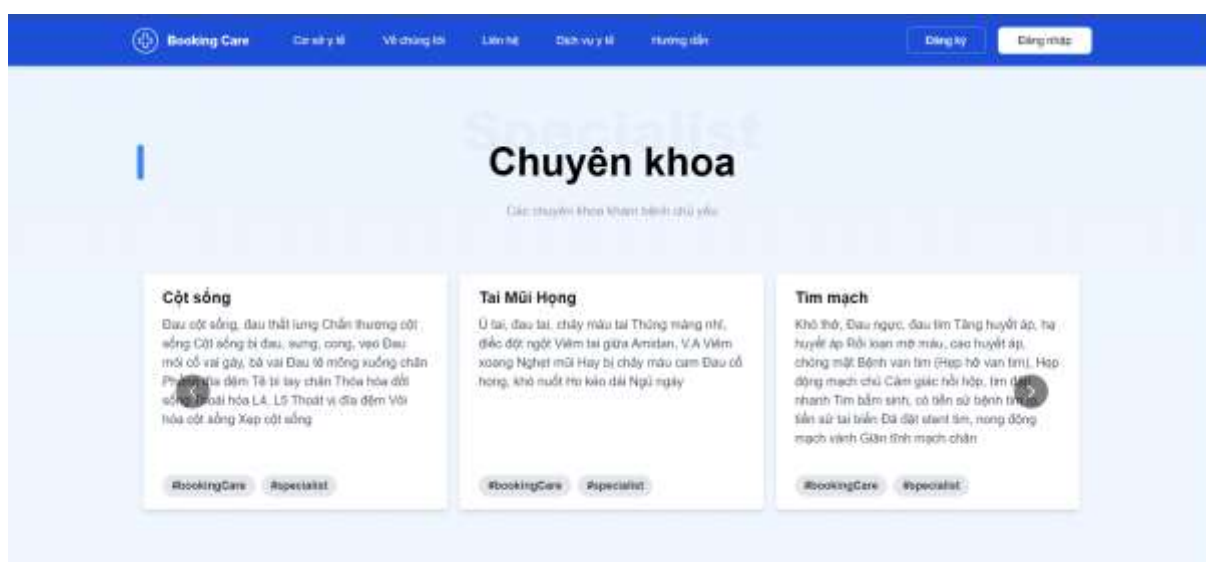 Booking Care Cơ sở y tế Về chúng tôi Liên hệ Dịch vụ y tế Hướng dẫn Đăng ký Đăng nhập
Specialist
Chuyên khoa
Các chuyên khoa khám bệnh chủ yếu
Cột sống
Đau cột sống, đau thắt lưng Chấn thương cột
sống Cột sống bị đau, sưng, cong, vẹo Đau
mỏi cổ vai gáy, bả vai Đau tê mông xuống chân
đĩa đệm Tê bì tay chân Thoá hóa đốt
sống Thoái hóa L4, L5 Thoát vị đĩa đệm Vôi
hóa cột sống Xẹp cột sống
#bookingCare #specialist
Tai Mũi Họng
Ù tai, đau tai, chảy máu tai Thủng màng nhĩ,
điếc đột ngột Viêm tai giữa Amidan, V.A Viêm
xoang Nghẹt mũi Hay bị chảy máu cam Đau cổ
họng, khó nuốt Ho kéo dài Ngủ ngáy
#bookingCare #specialist
Tim mạch
Khó thở, Đau ngực, đau tim Tăng huyết áp, hạ
huyết áp Rối loạn mỡ máu, cao huyết áp,
chóng mặt Bệnh van tim (Hẹp hở van tim), Hẹp
động mạch chủ Cảm giác hồi hộp, tim
nhanh Tim bẩm sinh, có tiền sử bệnh
tiền sử tai biến Đã đặt stent tim, nong động
mạch vành Giãn tĩnh mạch chân
#bookingCare #specialist